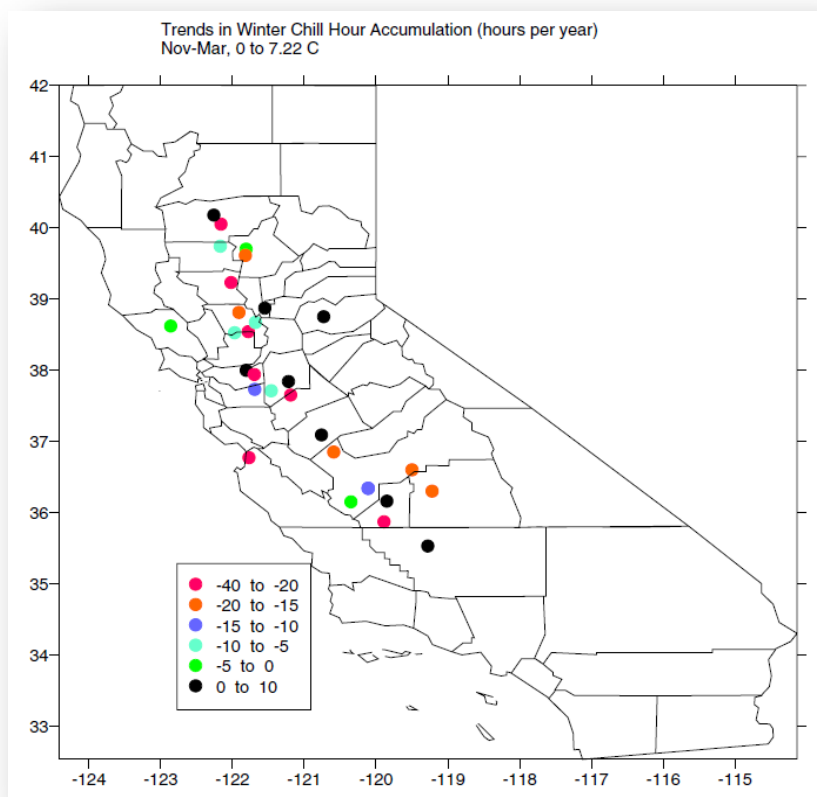 Trends in Winter Chill Hour Accumulation (hours per year)
Nov-Mar, 0 to 7.22 C
42
41
40
39
38
37
36
35
34
33
-40 to -20
-20 to -15
-15 to -10
-10 to -5
-5 to 0
0 to 10
-124 -123 -122 -121 -120 -119 -118 -117 -116 -115